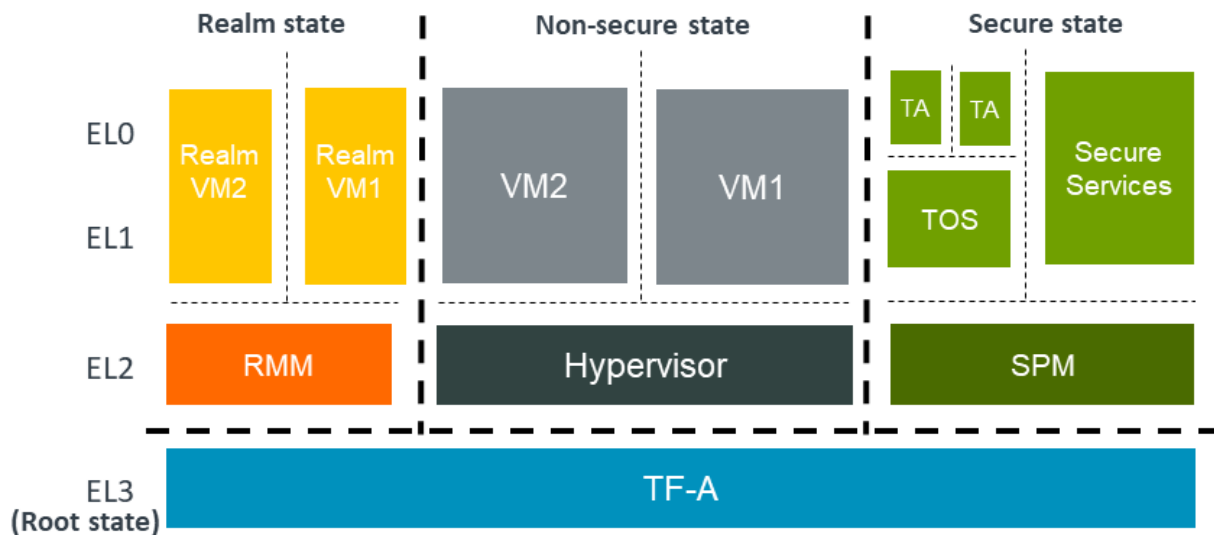 Realm state
Non-secure state
Secure state
EL0
EL1
Realm
VM2
Realm
VM1
VM2
VM1
TA
TA
TOS
Secure
Services
EL2
RMM
Hypervisor
SPM
EL3
(Root state)
TF-A